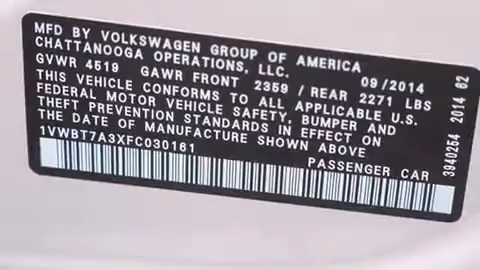 MFD BY VOLKSWAGEN GROUP OF AMERICA
CHATTANOOGA OPERATIONS, LLC. 09/2014
GVWR 4519 GAWR FRONT 2359 / REAR 2271 LBS
THIS VEHICLE CONFORMS TO ALL APPLICABLE U.S.
FEDERAL MOTOR VEHICLE SAFETY, BUMPER AND
THEFT PREVENTION STANDARDS IN EFFECT ON
THE DATE OF MANUFACTURE SHOWN ABOVE
1VWBT7A3XFC030161 PASSENGER CAR
3940254 2014 62